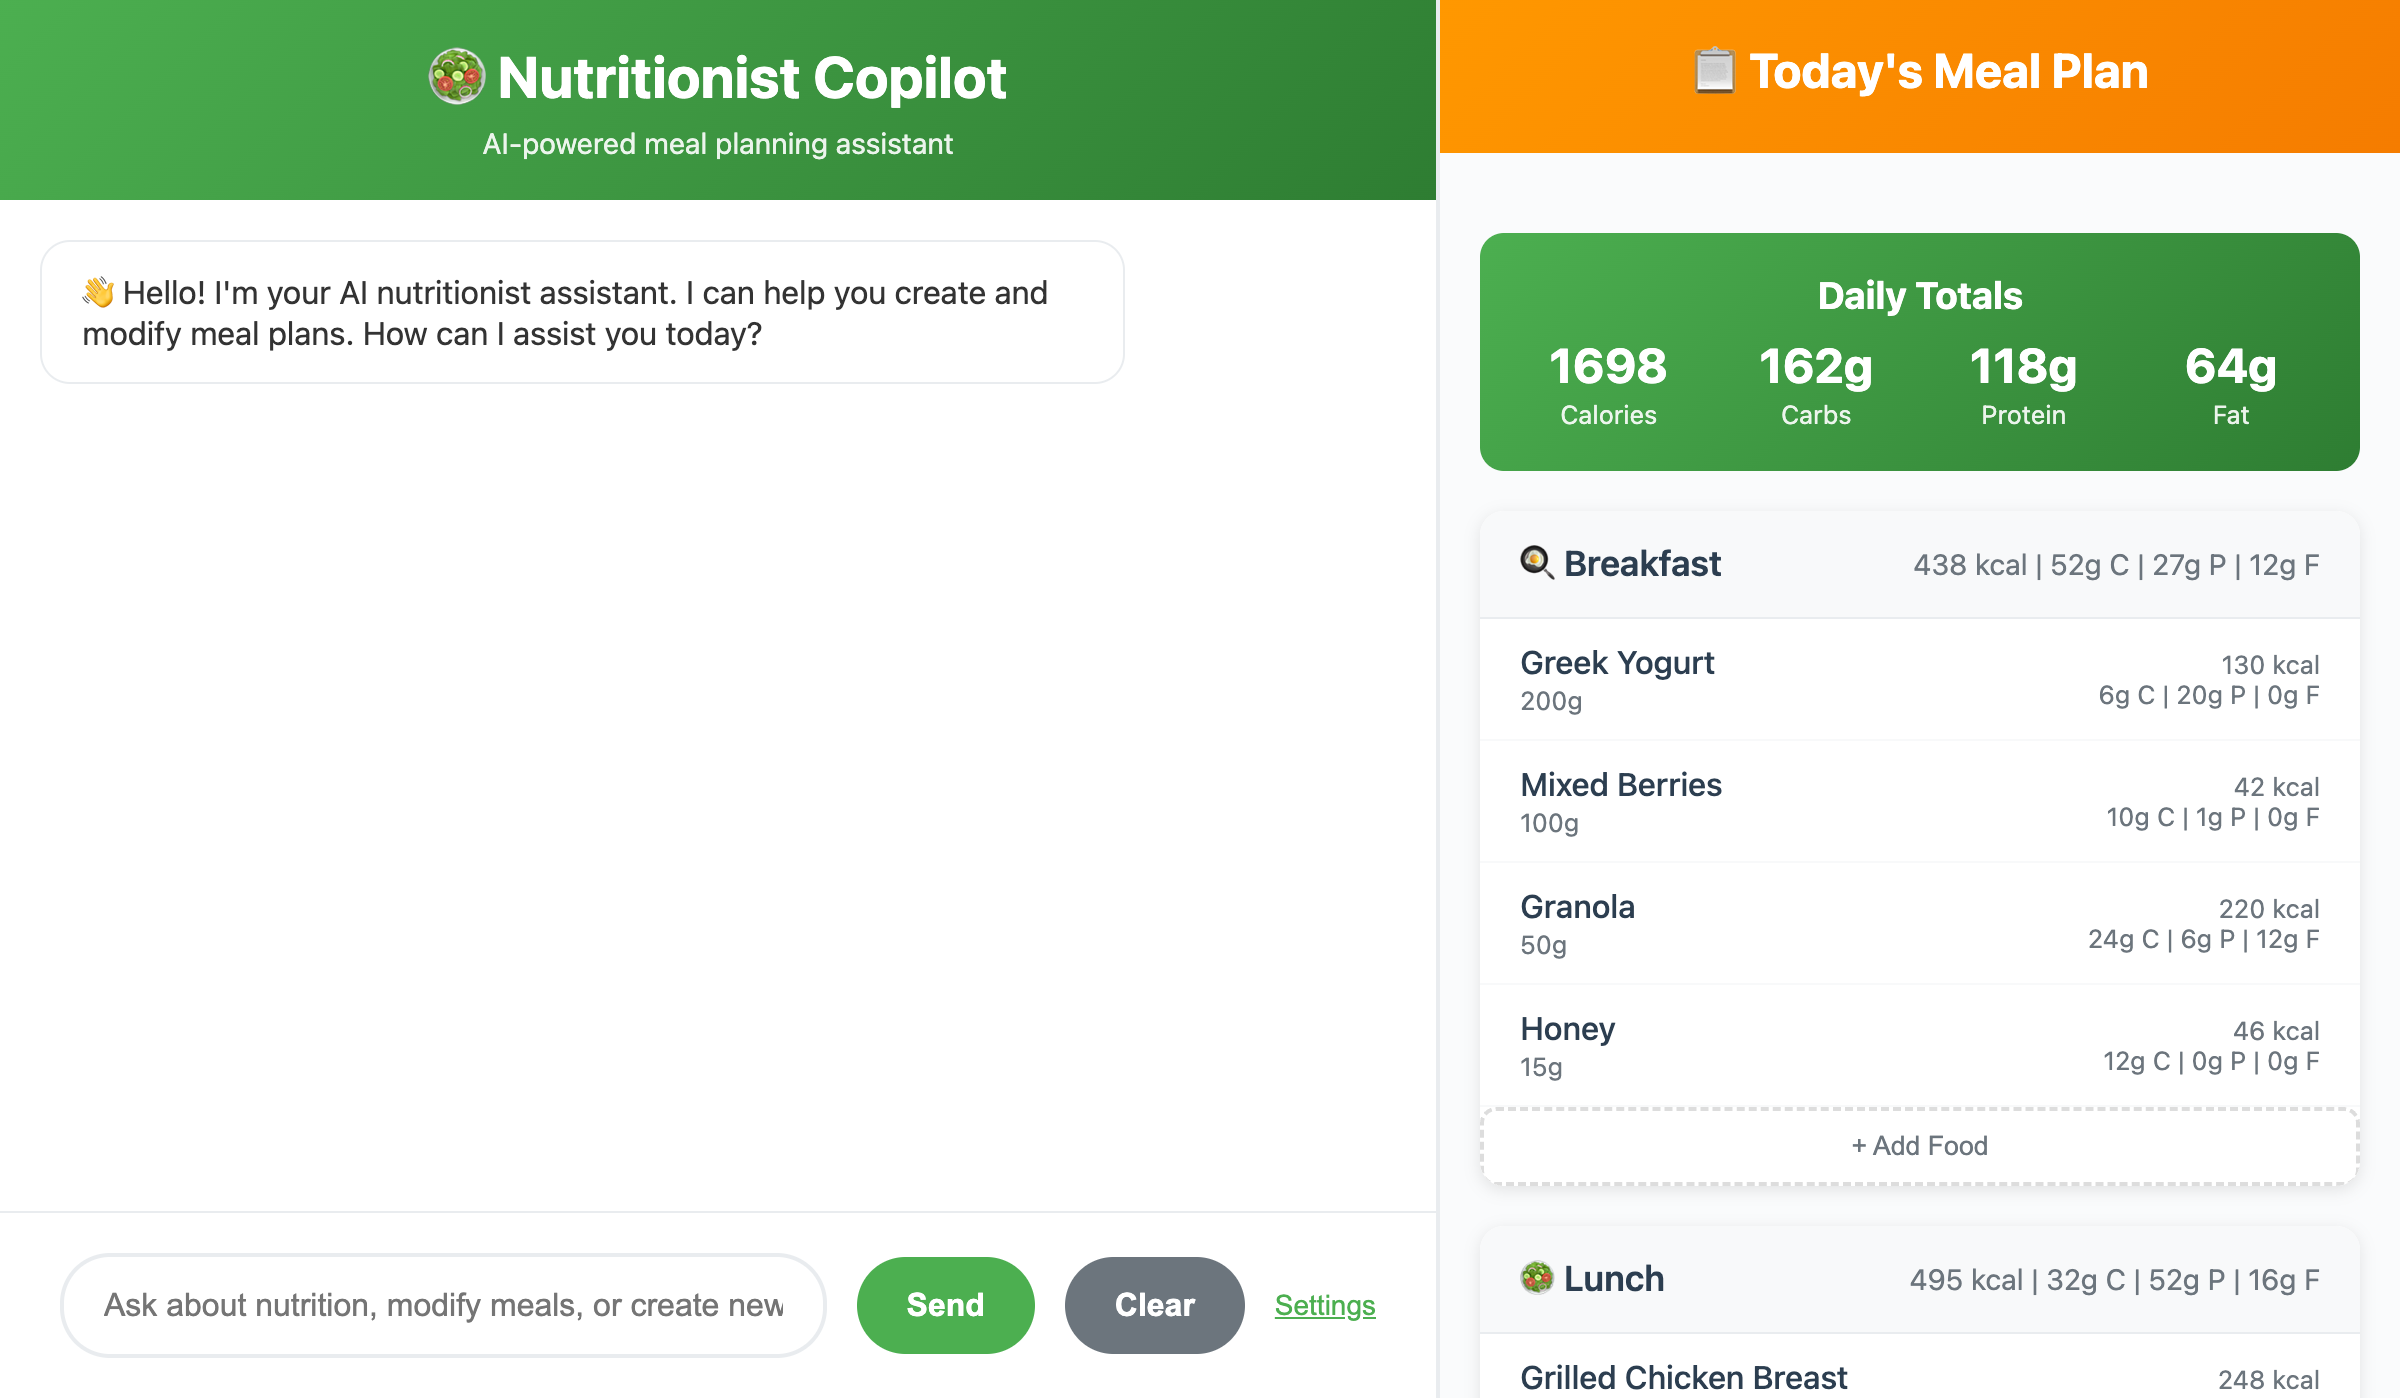 Nutritionist Copilot
AI-powered meal planning assistant
👋 Hello! I'm your AI nutritionist assistant. I can help you create and
modify meal plans. How can I assist you today?
Ask about nutrition, modify meals, or create new
Send
Clear
Settings
Today's Meal Plan
Daily Totals
1698 162g 118g 64g
Calories Carbs Protein Fat
Breakfast 438 kcal | 52g C | 27g P | 12g F
Greek Yogurt 130 kcal
200g 6g C | 20g P | 0g F
Mixed Berries 42 kcal
100g 10g C | 1g P | 0g F
Granola 220 kcal
50g 24g C | 6g P | 12g F
Honey 46 kcal
15g 12g C | 0g P | 0g F
+ Add Food
Lunch 495 kcal | 32g C | 52g P | 16g F
Grilled Chicken Breast 248 kcal